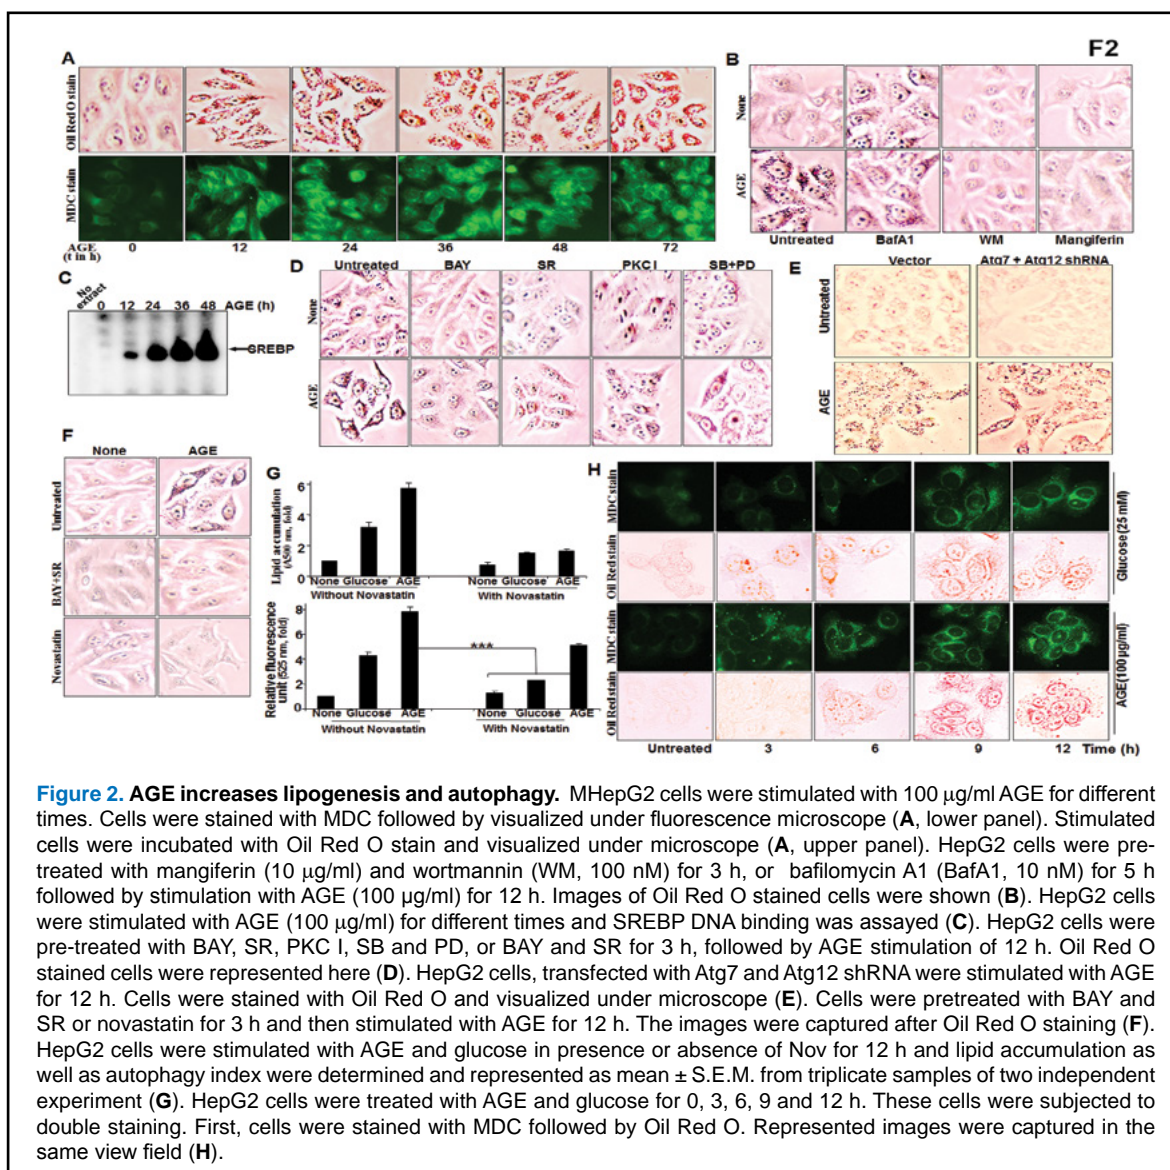 F2
A
Oil Red O stain
MDC stain
AGE
(t in h)
0 12 24 36 48 72
B
None
AGE
Untreated BafA1 WM Mangiferin
C
No extract
0 12 24 36 48 AGE (h)
SREBP
D
Untreated BAY SR PKC I SB+PD
None
AGE
E
Vector Atg7 + Atg12 shRNA
Untreated
AGE
F
None AGE
Untreated
BAY+SR
Novastatin
G
Lipid accumulation
(A500 nm, fold)
6
4
2
0
None Glucose AGE None Glucose AGE
Without Novastatin With Novastatin
Relative fluorescence
unit (525 nm, fold)
8
6
4
2
0
***
None Glucose AGE None Glucose AGE
Without Novastatin With Novastatin
H
MDC stain
Oil Red stain
Glucose (25 mM)
MDC stain
Oil Red stain
AGE (100 µg/ml)
Untreated 3 6 9 12 Time (h)
Figure 2. AGE increases lipogenesis and autophagy. MHepG2 cells were stimulated with 100 µg/ml AGE for different
times. Cells were stained with MDC followed by visualized under fluorescence microscope (A, lower panel). Stimulated
cells were incubated with Oil Red O stain and visualized under microscope (A, upper panel). HepG2 cells were pre-
treated with mangiferin (10 µg/ml) and wortmannin (WM, 100 nM) for 3 h, or bafilomycin A1 (BafA1, 10 nM) for 5 h
followed by stimulation with AGE (100 µg/ml) for 12 h. Images of Oil Red O stained cells were shown (B). HepG2 cells
were stimulated with AGE (100 µg/ml) for different times and SREBP DNA binding was assayed (C). HepG2 cells were
pre-treated with BAY, SR, PKC I, SB and PD, or BAY and SR for 3 h, followed by AGE stimulation of 12 h. Oil Red O
stained cells were represented here (D). HepG2 cells, transfected with Atg7 and Atg12 shRNA were stimulated with AGE
for 12 h. Cells were stained with Oil Red O and visualized under microscope (E). Cells were pretreated with BAY and
SR or novastatin for 3 h and then stimulated with AGE for 12 h. The images were captured after Oil Red O staining (F).
HepG2 cells were stimulated with AGE and glucose in presence or absence of Nov for 12 h and lipid accumulation as
well as autophagy index were determined and represented as mean ± S.E.M. from triplicate samples of two independent
experiment (G). HepG2 cells were treated with AGE and glucose for 0, 3, 6, 9 and 12 h. These cells were subjected to
double staining. First, cells were stained with MDC followed by Oil Red O. Represented images were captured in the
same view field (H).